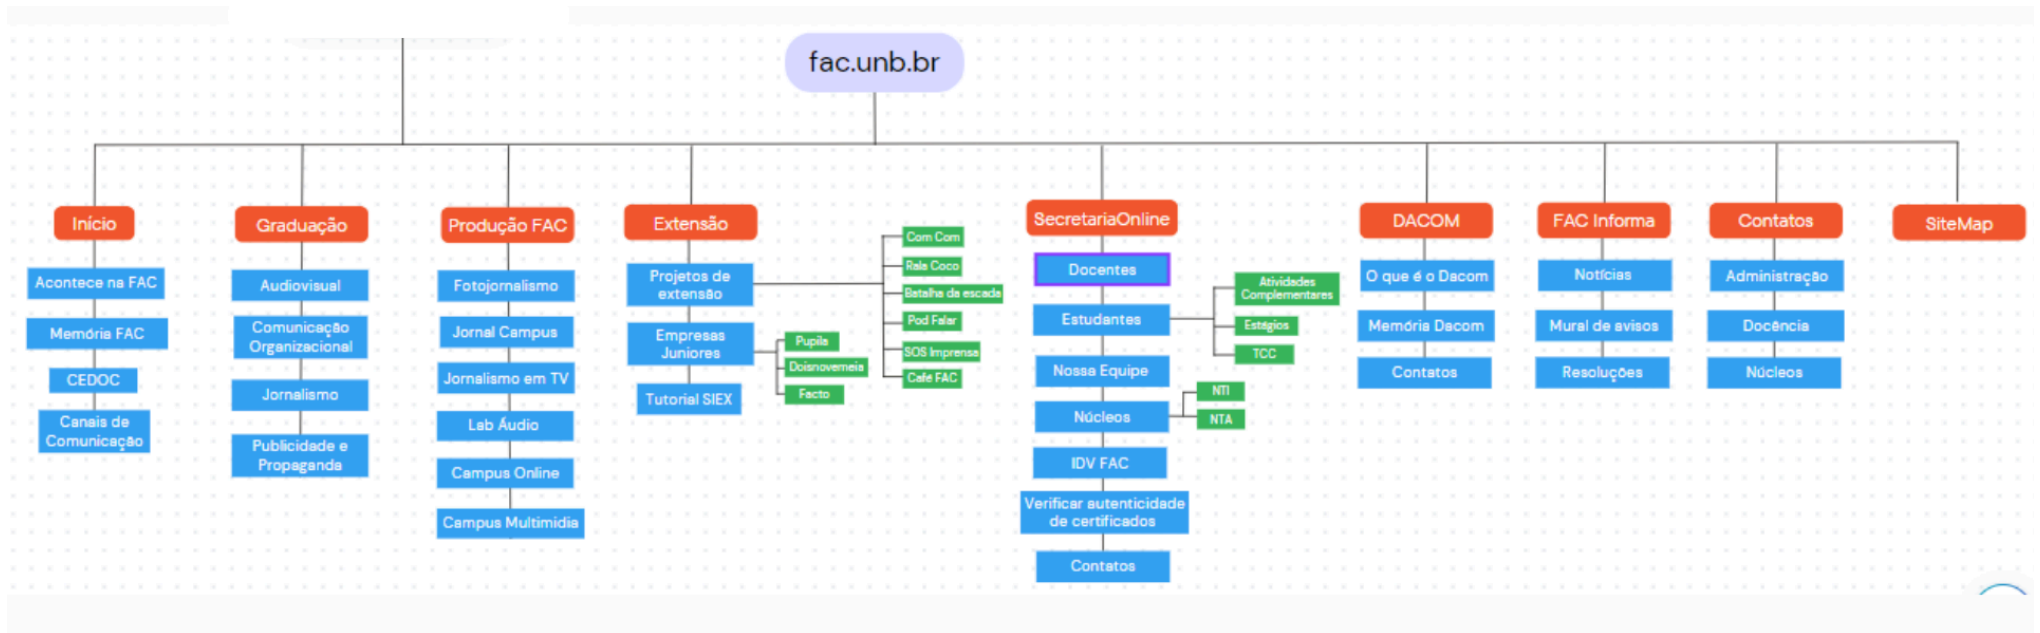 fac.unb.br
Início
Acontece na FAC
Memória FAC
CEDOC
Canais de
Comunicação
Graduação
Audiovisual
Comunicação
Organizacional
Jornalismo
Publicidade e
Propaganda
Produção FAC
Fotojornalismo
Jornal Campus
Jornalismo em TV
Lab Áudio
Campus Online
Campus Multimidia
Extensão
Projetos de
extensão
Com Com
Rala Coco
Batalha da escada
Pod Falar
SOS Imprensa
Café FAC
Empresas
Juniores
Pupila
Doisnovemeia
Facto
Tutorial SIEX
SecretariaOnline
Docentes
Estudantes
Atividades
Complementares
Estágios
TCC
Nossa Equipe
Núcleos
NTI
NTA
IDV FAC
Verificar autenticidade
de certificados
Contatos
DACOM
O que é o Dacom
Memória Dacom
Contatos
FAC Informa
Notícias
Mural de avisos
Resoluções
Contatos
Administração
Docência
Núcleos
SiteMap